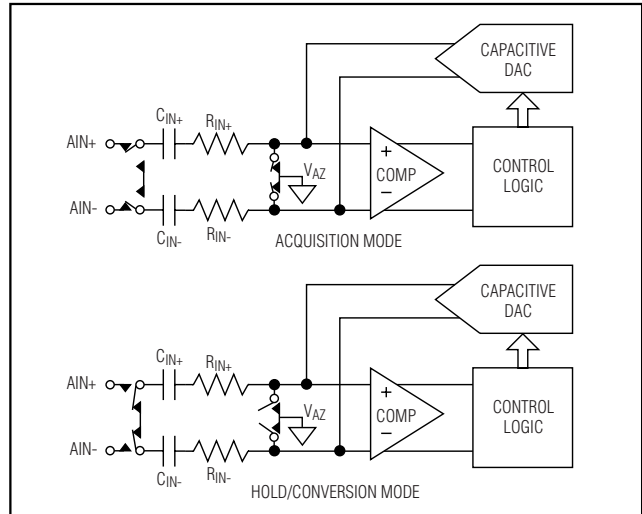 CAPACITIVE
DAC
CIN+
RIN+
AIN+
VAZ
+
COMP
−
CONTROL
LOGIC
AIN-
CIN-
RIN-
ACQUISITION MODE
CAPACITIVE
DAC
CIN+
RIN+
AIN+
VAZ
+
COMP
−
CONTROL
LOGIC
AIN-
CIN-
RIN-
HOLD/CONVERSION MODE